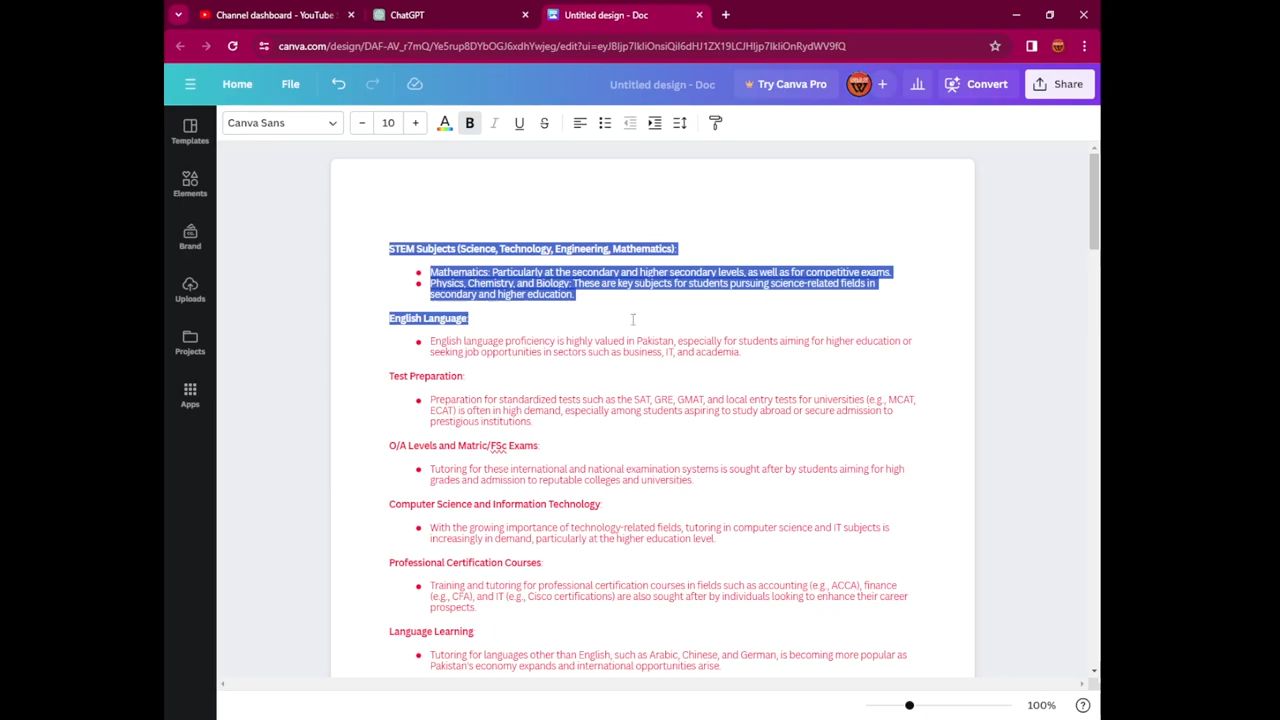 Channel dashboard - YouTube
ChatGPT
Untitled design - Doc
canva.com/design/DAF-AV_r7mQ/Ye5rup8DYbOGJ6xdhYwjeg/edit?ui=eyJBIjp7IkIiOnsiQiI6dHJ1ZX19LCJHIjp7IkIiOnRydWV9fQ
Home
File
Untitled design - Doc
Try Canva Pro
Convert
Share
Canva Sans
10
B
I
U
S
A
Templates
Elements
Brand
Uploads
Projects
Apps
STEM Subjects (Science, Technology, Engineering, Mathematics):
Mathematics: Particularly at the secondary and higher secondary levels, as well as for competitive exams.
Physics, Chemistry, and Biology: These are key subjects for students pursuing science-related fields in
secondary and higher education.
English Language:
English language proficiency is highly valued in Pakistan, especially for students aiming for higher education or
seeking job opportunities in sectors such as business, IT, and academia.
Test Preparation:
Preparation for standardized tests such as the SAT, GRE, GMAT, and local entry tests for universities (e.g., MCAT,
ECAT) is often in high demand, especially among students aspiring to study abroad or secure admission to
prestigious institutions.
O/A Levels and Matric/FSc Exams:
Tutoring for these international and national examination systems is sought after by students aiming for high
grades and admission to reputable colleges and universities.
Computer Science and Information Technology:
With the growing importance of technology-related fields, tutoring in computer science and IT subjects is
increasingly in demand, particularly at the higher education level.
Professional Certification Courses:
Training and tutoring for professional certification courses in fields such as accounting (e.g., ACCA), finance
(e.g., CFA), and IT (e.g., Cisco certifications) are also sought after by individuals looking to enhance their career
prospects.
Language Learning
Tutoring for languages other than English, such as Arabic, Chinese, and German, is becoming more popular as
Pakistan's economy expands and international opportunities arise.
100%